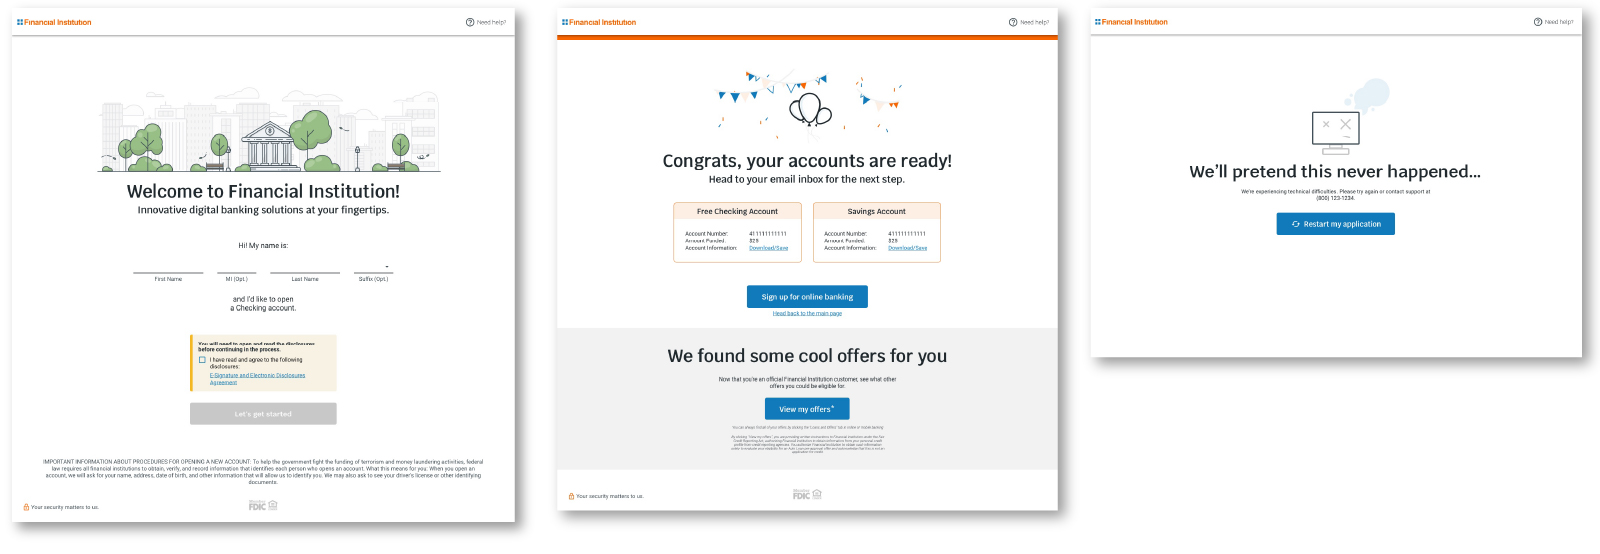 Financial Institution
Need help?
Welcome to Financial Institution!
Innovative digital banking solutions at your fingertips.
Hi! My name is:
First Name
MI (Opt.)
Last Name
Suffix (Opt.)
and I'd like to open
a Checking account.
You will need to open and read the disclosures
before continuing in the process.
I have read and agree to the following
disclosures:
E-Signature and Electronic Disclosures
Agreement
Let's get started
IMPORTANT INFORMATION ABOUT PROCEDURES FOR OPENING A NEW ACCOUNT: To help the government fight the funding of terrorism and money laundering activities, federal
law requires all financial institutions to obtain, verify, and record information that identifies each person who opens an account. What this means for you: When you open an
account, we will ask for your name, address, date of birth, and other information that will allow us to identify you. We may also ask to see your driver's license or other identifying
documents.
Your security matters to us.
Member
FDIC
Financial Institution
Need help?
Congrats, your accounts are ready!
Head to your email inbox for the next step.
Free Checking Account
Account Number: 411111111111
Amount Funded: $25
Account Information: Download/Save
Savings Account
Account Number: 411111111111
Amount Funded: $25
Account Information: Download/Save
Sign up for online banking
Head back to the main page
We found some cool offers for you
Now that you're an official Financial Institution customer, see what other
offers you could be eligible for.
View my offers*
Your security matters to us.
Member
FDIC
Financial Institution
Need help?
We'll pretend this never happened...
We're experiencing technical difficulties. Please try again or contact support at
(800) 123-1234.
Restart my application